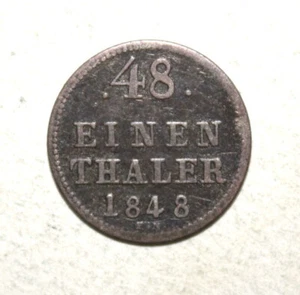 .48.
EINEN
THALER
1848